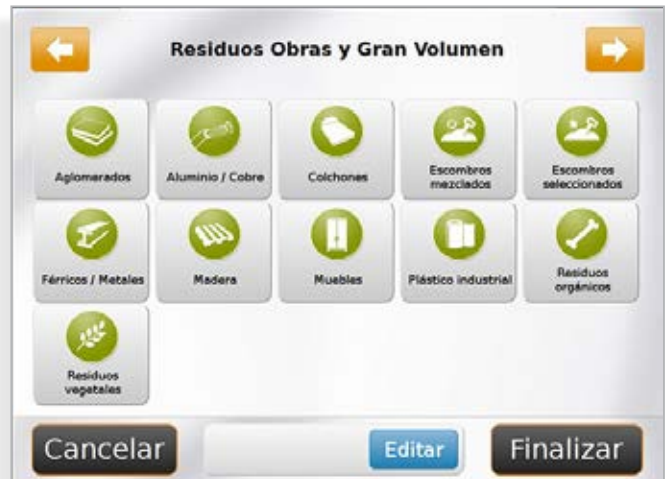 Residuos Obras y Gran Volumen
Aglomerados
Aluminio / Cobre
Colchones
Escombros
mezclados
Escombros
seleccionados
Férricos / Metales
Madera
Muebles
Plástico industrial
Residuos
orgánicos
Residuos
vegetales
Cancelar
Editar
Finalizar